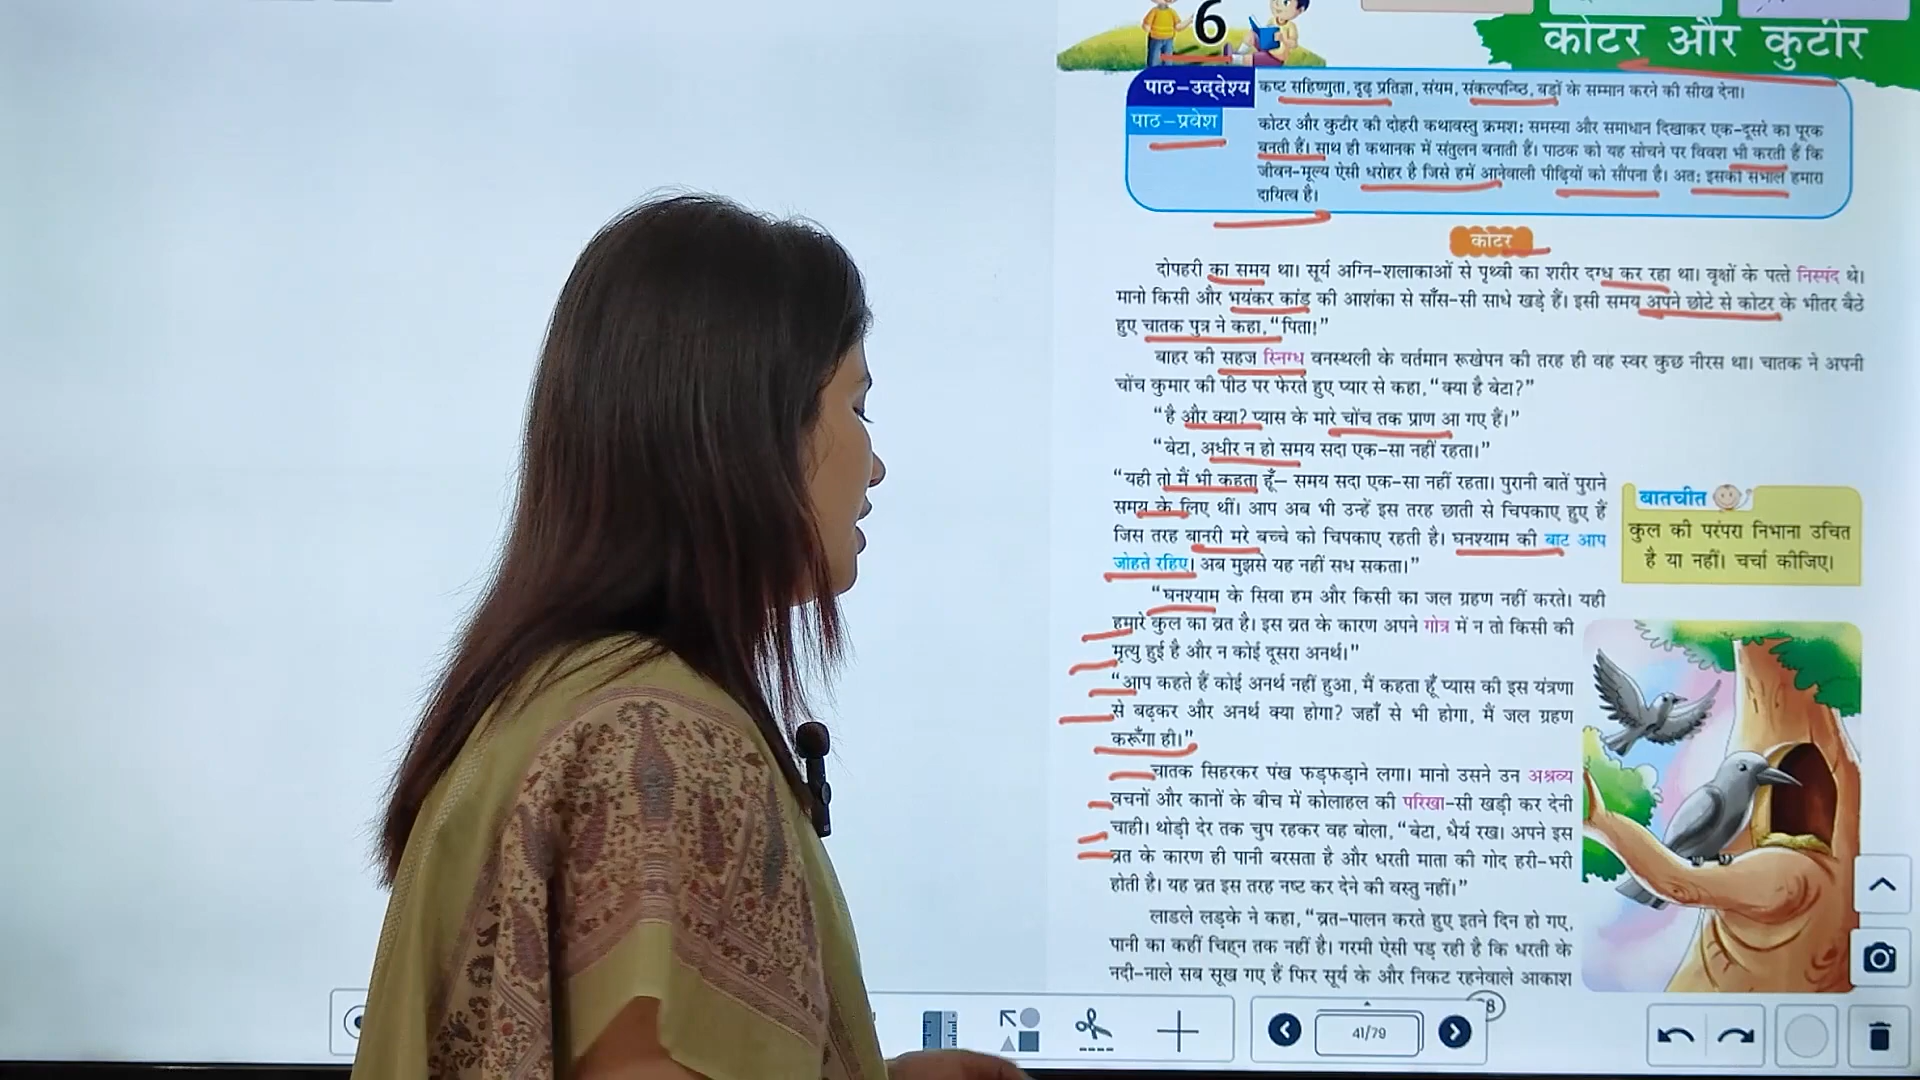 6
कोटर और कुटीर
पाठ-उद्देश्य कष्ट सहिष्णुता, दृढ़ प्रतिज्ञा, संयम, संकल्पनिष्ठ, बड़ों के सम्मान करने की सीख देना।
पाठ-प्रवेश
कोटर और कुटीर की दोहरी कथावस्तु क्रमश: समस्या और समाधान दिखाकर एक-दूसरे का पूरक
बनती हैं। साथ ही कथानक में संतुलन बनाती हैं। पाठक को यह सोचने पर विवश भी करती हैं कि
जीवन-मूल्य ऐसी धरोहर है जिसे हमें आनेवाली पीढ़ियों को सौंपना है। अत: इसको संभाल हमारा
दायित्व है।
कोटर
दोपहरी का समय था। सूर्य अग्नि-शलाकाओं से पृथ्वी का शरीर दग्ध कर रहा था। वृक्षों के पत्ते निस्पंद थे।
मानो किसी और भयंकर कांड की आशंका से साँस-सी साधे खड़े हैं। इसी समय अपने छोटे से कोटर के भीतर बैठे
हुए चातक पुत्र ने कहा, “पिता!”
बाहर की सहज स्निग्ध वनस्थली के वर्तमान रूखेपन की तरह ही वह स्वर कुछ नीरस था। चातक ने अपनी
चोंच कुमार की पीठ पर फेरते हुए प्यार से कहा, “क्या है बेटा?”
“है और क्या? प्यास के मारे चोंच तक प्राण आ गए हैं।”
“बेटा, अधीर न हो समय सदा एक-सा नहीं रहता।”
“यही तो मैं भी कहता हूँ– समय सदा एक-सा नहीं रहता। पुरानी बातें पुराने
समय के लिए थीं। आप अब भी उन्हें इस तरह छाती से चिपकाए हुए हैं
जिस तरह बानरी मरे बच्चे को चिपकाए रहती है। घनश्याम की बाट आप
जोहते रहिए। अब मुझसे यह नहीं सध सकता।”
बातचीत
कुल की परंपरा निभाना उचित
है या नहीं। चर्चा कीजिए।
“घनश्याम के सिवा हम और किसी का जल ग्रहण नहीं करते। यही
हमारे कुल का व्रत है। इस व्रत के कारण अपने गोत्र में न तो किसी की
मृत्यु हुई है और न कोई दूसरा अनर्थ।”
“आप कहते हैं कोई अनर्थ नहीं हुआ, मैं कहता हूँ प्यास की इस यंत्रणा
से बढ़कर और अनर्थ क्या होगा? जहाँ से भी होगा, मैं जल ग्रहण
करूँगा ही।”
चातक सिहरकर पंख फड़फड़ाने लगा। मानो उसने उन अश्रव्य
वचनों और कानों के बीच में कोलाहल की परिखा-सी खड़ी कर देनी
चाही। थोड़ी देर तक चुप रहकर वह बोला, “बेटा, धैर्य रख। अपने इस
व्रत के कारण ही पानी बरसता है और धरती माता की गोद हरी-भरी
होती है। यह व्रत इस तरह नष्ट कर देने की वस्तु नहीं।”
लाडले लड़के ने कहा, “व्रत-पालन करते हुए इतने दिन हो गए,
पानी का कहीं चिह्न तक नहीं है। गरमी ऐसी पड़ रही है कि धरती के
नदी-नाले सब सूख गए हैं फिर सूर्य के और निकट रहनेवाले आकाश
41/79